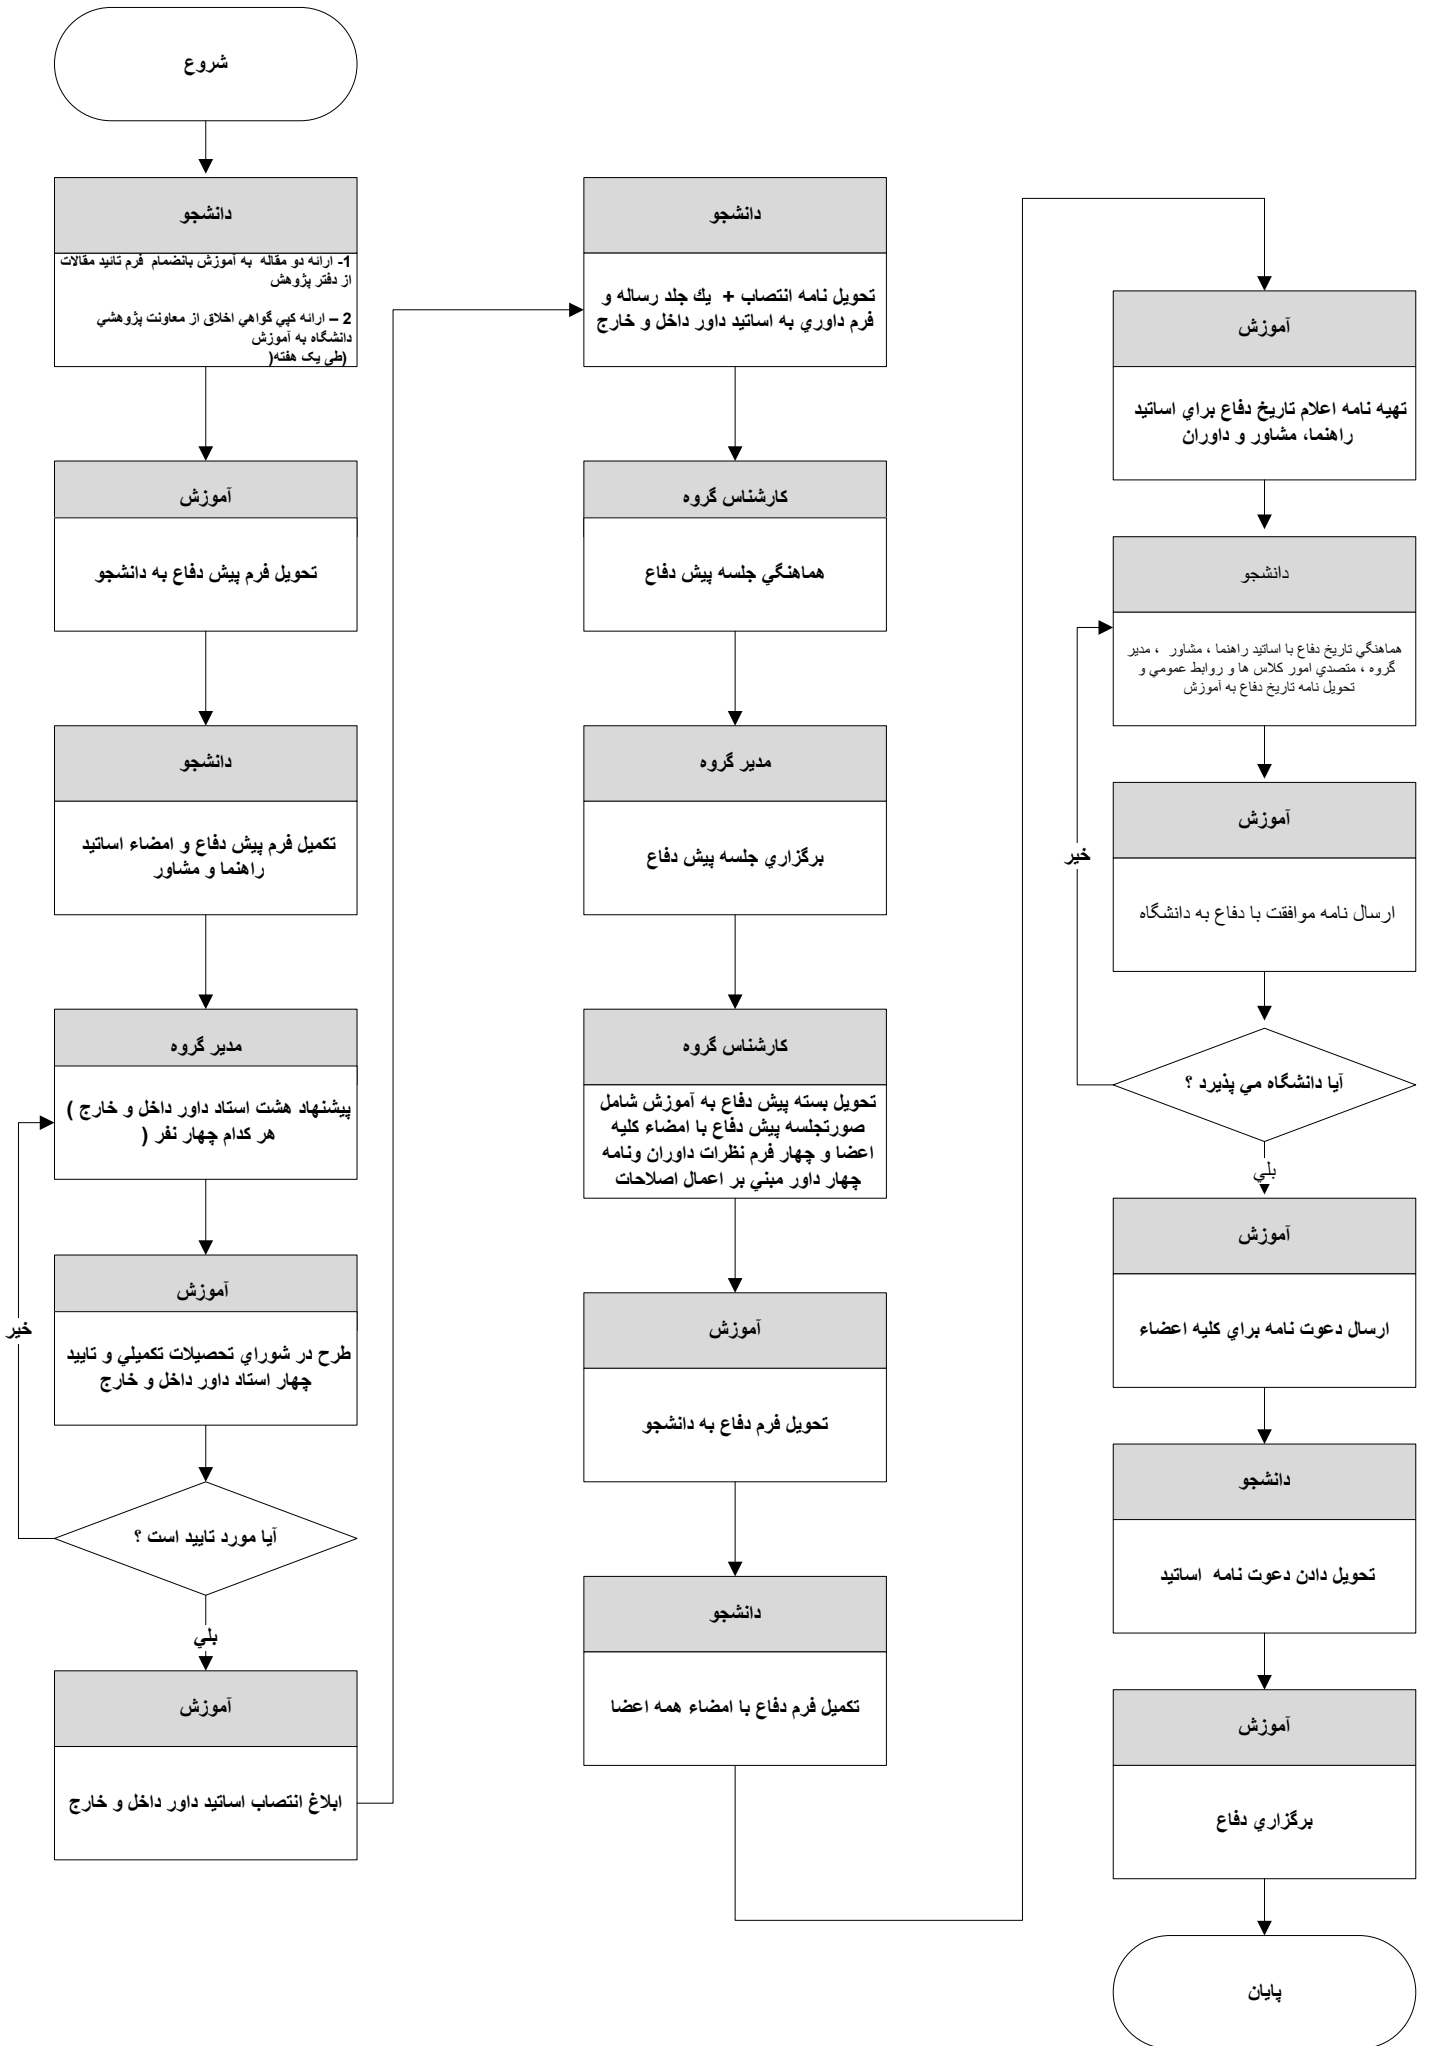 شروع
دانشجو
1- ارائه دو مقاله به آموزش بانضمام فرم تائيد مقالات
از دفتر پژوهش
2 – ارائه كپي گواهي اخلاق از معاونت پژوهشي
دانشگاه به آموزش
(طی یک هفته(
آموزش
تحويل فرم پيش دفاع به دانشجو
دانشجو
تكميل فرم پيش دفاع و امضاء اساتيد
راهنما و مشاور
مدير گروه
پيشنهاد هشت استاد داور داخل و خارج )
هر كدام چهار نفر (
آموزش
طرح در شوراي تحصيلات تكميلي و تاييد
چهار استاد داور داخل و خارج
خير
آيا مورد تاييد است ؟
بلي
آموزش
ابلاغ انتصاب اساتيد داور داخل و خارج
دانشجو
تحويل نامه انتصاب + يك جلد رساله و
فرم داوري به اساتيد داور داخل و خارج
كارشناس گروه
هماهنگي جلسه پيش دفاع
مدير گروه
برگزاري جلسه پيش دفاع
كارشناس گروه
تحويل بسته پيش دفاع به آموزش شامل
صورتجلسه پيش دفاع با امضاء كليه
اعضا و چهار فرم نظرات داوران ونامه
چهار داور مبني بر اعمال اصلاحات
آموزش
تحويل فرم دفاع به دانشجو
دانشجو
تكميل فرم دفاع با امضاء همه اعضا
آموزش
تهيه نامه اعلام تاريخ دفاع براي اساتيد
راهنما، مشاور و داوران
دانشجو
هماهنگي تاريخ دفاع با اساتيد راهنما ، مشاور ، مدير
گروه ، متصدي امور كلاس ها و روابط عمومي و
تحويل نامه تاريخ دفاع به آموزش
آموزش
ارسال نامه موافقت با دفاع به دانشگاه
خير
آيا دانشگاه مي پذيرد ؟
بلي
آموزش
ارسال دعوت نامه براي كليه اعضاء
دانشجو
تحويل دادن دعوت نامه اساتيد
آموزش
برگزاري دفاع
پايان